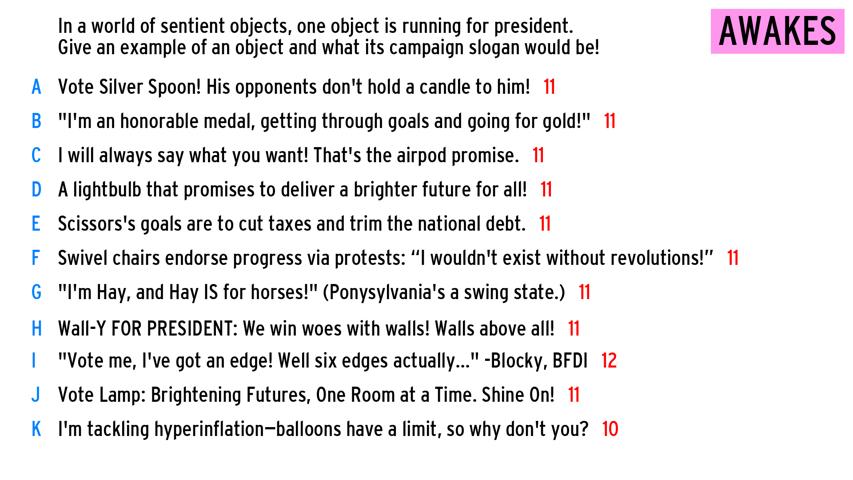 In a world of sentient objects, one object is running for president.
AWAKES
Give an example of an object and what its campaign slogan would be!
A Vote Silver Spoon! His opponents don't hold a candle to him! 11
B "I'm an honorable medal, getting through goals and going for gold!" 11
C I will always say what you want! That's the airpod promise. 11
D A lightbulb that promises to deliver a brighter future for all! 11
E Scissors's goals are to cut taxes and trim the national debt. 11
F Swivel chairs endorse progress via protests: “I wouldn't exist without revolutions!” 11
G "I'm Hay, and Hay IS for horses!" (Ponysylvania's a swing state.) 11
H Wall-Y FOR PRESIDENT: We win woes with walls! Walls above all! 11
I "Vote me, I've got an edge! Well six edges actually..." -Blocky, BFDI 12
J Vote Lamp: Brightening Futures, One Room at a Time. Shine On! 11
K I'm tackling hyperinflation—balloons have a limit, so why don't you? 10